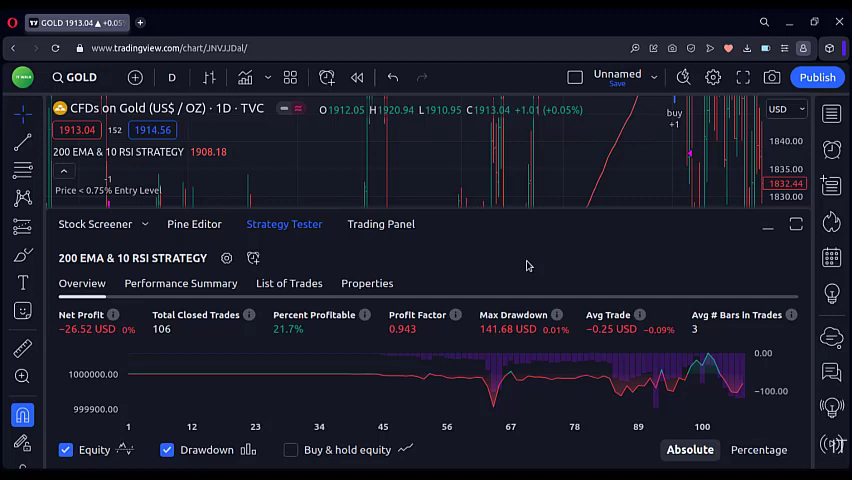 GOLD 1913.04 ▲ +0.05%
www.tradingview.com/chart/JNVJJDal/
GOLD
D
Unnamed
Save
Publish
CFDs on Gold (US$ / OZ) · 1D · TVC
O1912.05 H1920.94 L1910.95 C1913.04 +1.01 (+0.05%)
buy
+1
USD
1913.04 152 1914.56
1840.00
200 EMA & 10 RSI STRATEGY 1908.18
1835.00
-1
1832.44
Price < 0.75% Entry Level
1830.00
Stock Screener
Pine Editor
Strategy Tester
Trading Panel
200 EMA & 10 RSI STRATEGY
Overview
Performance Summary
List of Trades
Properties
Net Profit
Total Closed Trades
Percent Profitable
Profit Factor
Max Drawdown
Avg Trade
Avg # Bars in Trades
−26.52 USD 0%
106
21.7%
0.943
141.68 USD 0.01%
−0.25 USD −0.09%
3
1000000.00
999900.00
0.00
−100.00
1 12 23 34 45 56 67 78 89 100
Equity
Drawdown
Buy & hold equity
Absolute
Percentage